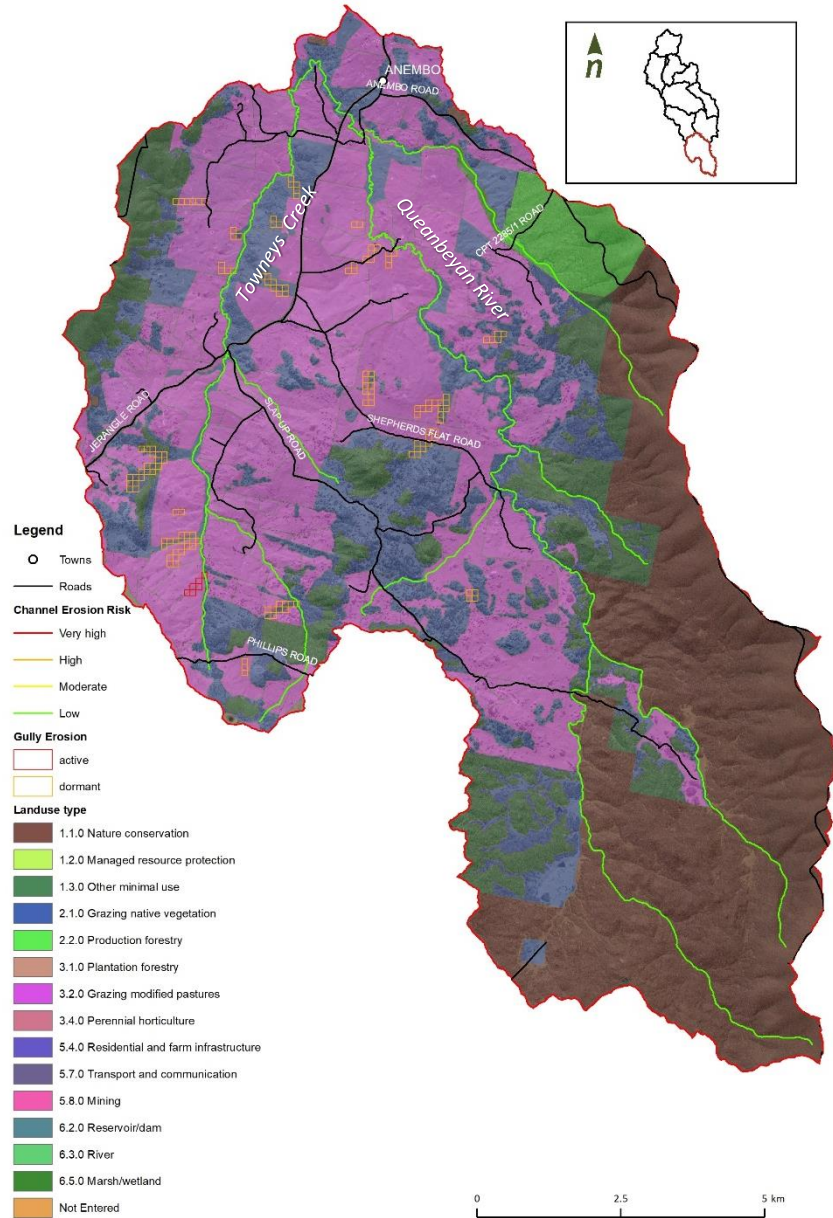 ANEMBO
ANEMBO ROAD
n
Towneys Creek
Queanbeyan River
CPT 2285/1 ROAD
JERANGLE ROAD
SLAP UP ROAD
SHEPHERDS FLAT ROAD
PHILLIPS ROAD
Legend
Towns
Roads
Channel Erosion Risk
Very high
High
Moderate
Low
Gully Erosion
active
dormant
Landuse type
1.1.0 Nature conservation
1.2.0 Managed resource protection
1.3.0 Other minimal use
2.1.0 Grazing native vegetation
2.2.0 Production forestry
3.1.0 Plantation forestry
3.2.0 Grazing modified pastures
3.4.0 Perennial horticulture
5.4.0 Residential and farm infrastructure
5.7.0 Transport and communication
5.8.0 Mining
6.2.0 Reservoir/dam
6.3.0 River
6.5.0 Marsh/wetland
Not Entered
0 2.5 5 km